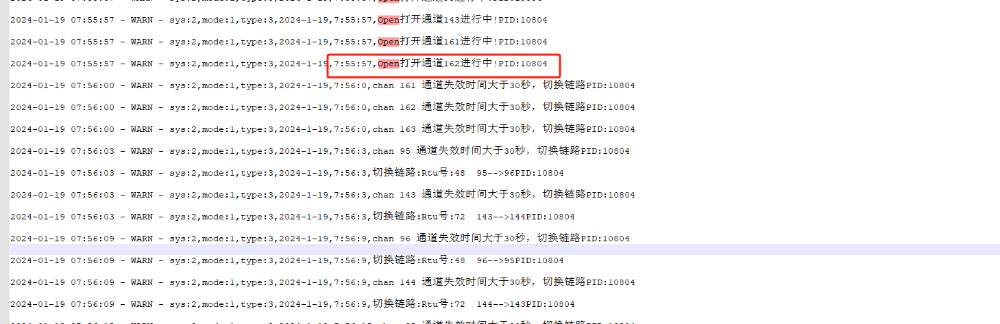 2024-01-19 07:55:57 - WARN - sys:2,mode:1,type:3,2024-1-19,7:55:57,Open打开通道143进行中!PID:10804
2024-01-19 07:55:57 - WARN - sys:2,mode:1,type:3,2024-1-19,7:55:57,Open打开通道161进行中!PID:10804
2024-01-19 07:55:57 - WARN - sys:2,mode:1,type:3,2024-1-19,7:55:57,Open打开通道162进行中!PID:10804
2024-01-19 07:56:00 - WARN - sys:2,mode:1,type:3,2024-1-19,7:56:0,chan 161 通道失效时间大于30秒，切换链路PID:10804
2024-01-19 07:56:00 - WARN - sys:2,mode:1,type:3,2024-1-19,7:56:0,chan 162 通道失效时间大于30秒，切换链路PID:10804
2024-01-19 07:56:00 - WARN - sys:2,mode:1,type:3,2024-1-19,7:56:0,chan 163 通道失效时间大于30秒，切换链路PID:10804
2024-01-19 07:56:03 - WARN - sys:2,mode:1,type:3,2024-1-19,7:56:3,chan 95 通道失效时间大于30秒，切换链路PID:10804
2024-01-19 07:56:03 - WARN - sys:2,mode:1,type:3,2024-1-19,7:56:3,切换链路:Rtu号:48  95-->96PID:10804
2024-01-19 07:56:03 - WARN - sys:2,mode:1,type:3,2024-1-19,7:56:3,chan 143 通道失效时间大于30秒，切换链路PID:10804
2024-01-19 07:56:03 - WARN - sys:2,mode:1,type:3,2024-1-19,7:56:3,切换链路:Rtu号:72  143-->144PID:10804
2024-01-19 07:56:09 - WARN - sys:2,mode:1,type:3,2024-1-19,7:56:9,chan 96 通道失效时间大于30秒，切换链路PID:10804
2024-01-19 07:56:09 - WARN - sys:2,mode:1,type:3,2024-1-19,7:56:9,切换链路:Rtu号:48  96-->95PID:10804
2024-01-19 07:56:09 - WARN - sys:2,mode:1,type:3,2024-1-19,7:56:9,chan 144 通道失效时间大于30秒，切换链路PID:10804
2024-01-19 07:56:09 - WARN - sys:2,mode:1,type:3,2024-1-19,7:56:9,切换链路:Rtu号:72  144-->143PID:10804